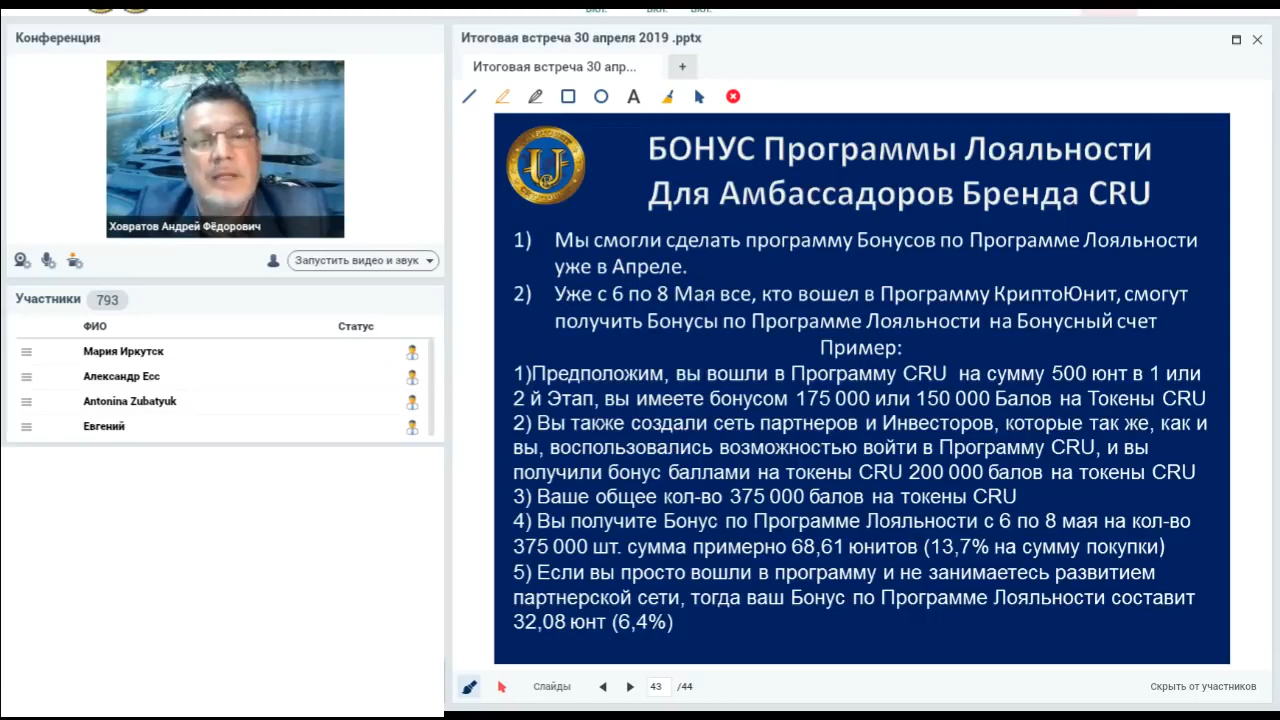 вкл.
вкл.
вкл.
Конференция
Ховратов Андрей Фёдорович
Запустить видео и звук
Участники 793
ФИО Статус
Мария Иркутск
Александр Есс
Antonina Zubatyuk
Евгений
Итоговая встреча 30 апреля 2019 .pptx
Итоговая встреча 30 апр... +
A
БОНУС Программы Лояльности
Для Амбассадоров Бренда CRU
1) Мы смогли сделать программу Бонусов по Программе Лояльности
уже в Апреле.
2) Уже с 6 по 8 Мая все, кто вошел в Программу КриптоЮнит, смогут
получить Бонусы по Программе Лояльности на Бонусный счет
Пример:
1)Предположим, вы вошли в Программу CRU на сумму 500 юнт в 1 или
2 й Этап, вы имеете бонусом 175 000 или 150 000 Балов на Токены CRU
2) Вы также создали сеть партнеров и Инвесторов, которые так же, как и
вы, воспользовались возможностью войти в Программу CRU, и вы
получили бонус баллами на токены CRU 200 000 балов на токены CRU
3) Ваше общее кол-во 375 000 балов на токены CRU
4) Вы получите Бонус по Программе Лояльности с 6 по 8 мая на кол-во
375 000 шт. сумма примерно 68,61 юнитов (13,7% на сумму покупки)
5) Если вы просто вошли в программу и не занимаетесь развитием
партнерской сети, тогда ваш Бонус по Программе Лояльности составит
32,08 юнт (6,4%)
Слайды 43 /44 Скрыть от участников